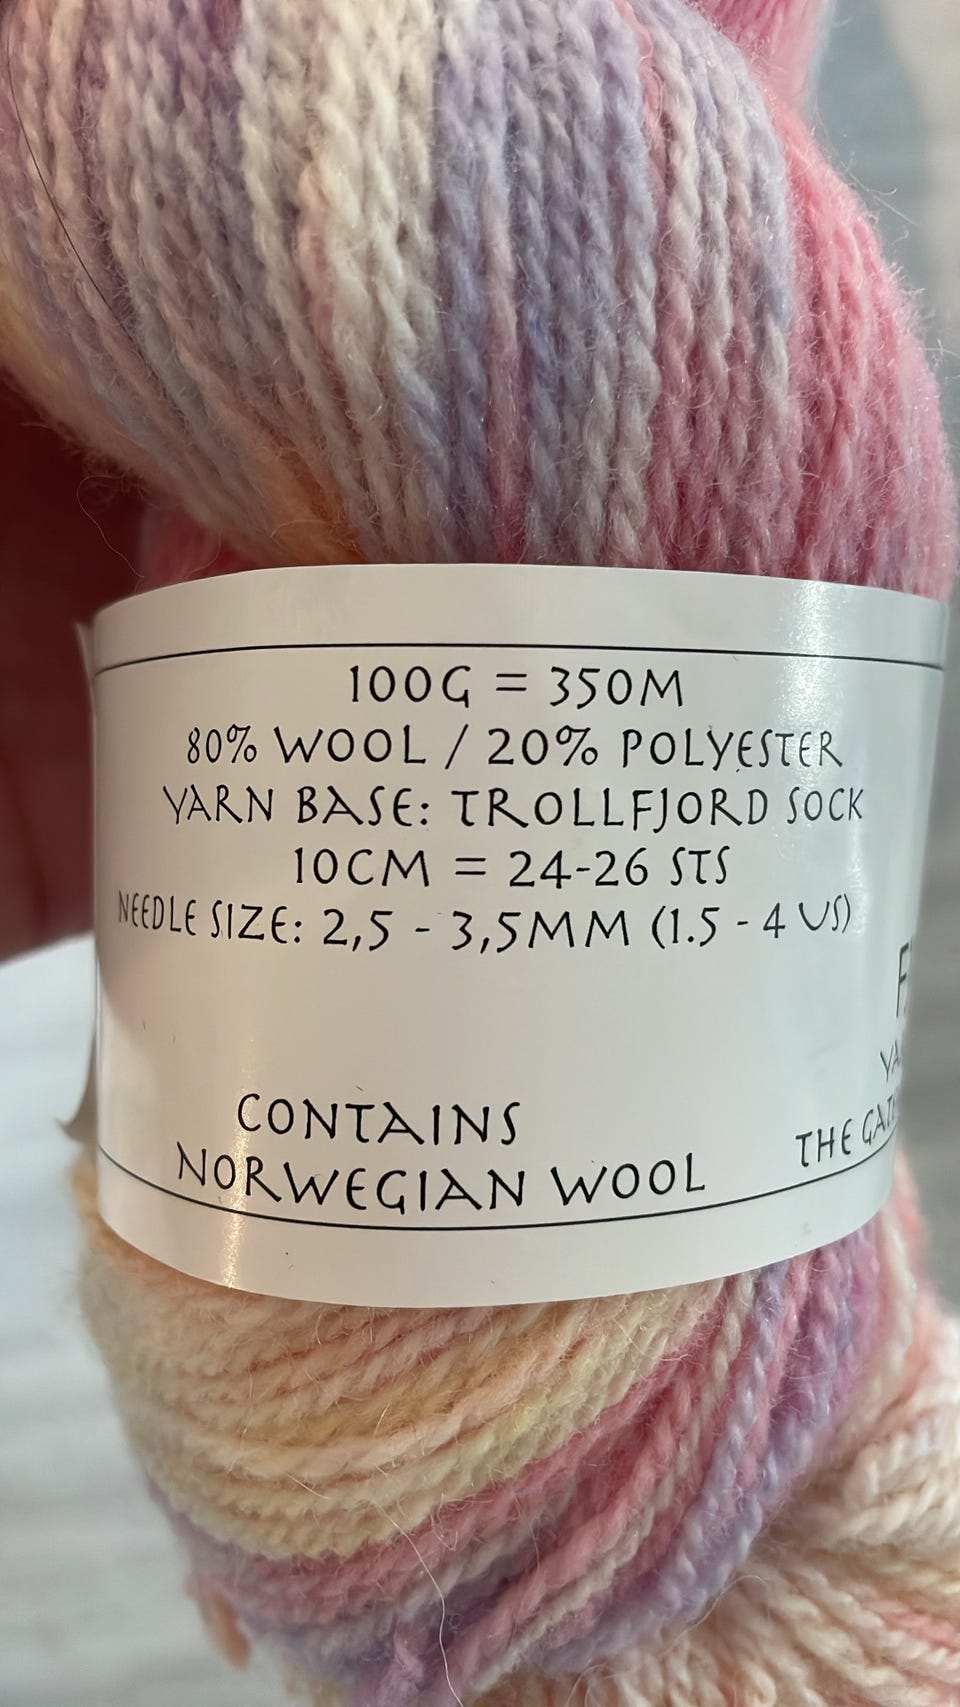 100G = 350M
80% WOOL / 20% POLYESTER
YARN BASE: TROLLFJORD SOCK
10CM = 24-26 STS
NEEDLE SIZE: 2,5 - 3,5MM (1.5 - 4 US)
CONTAINS
NORWEGIAN WOOL
THE